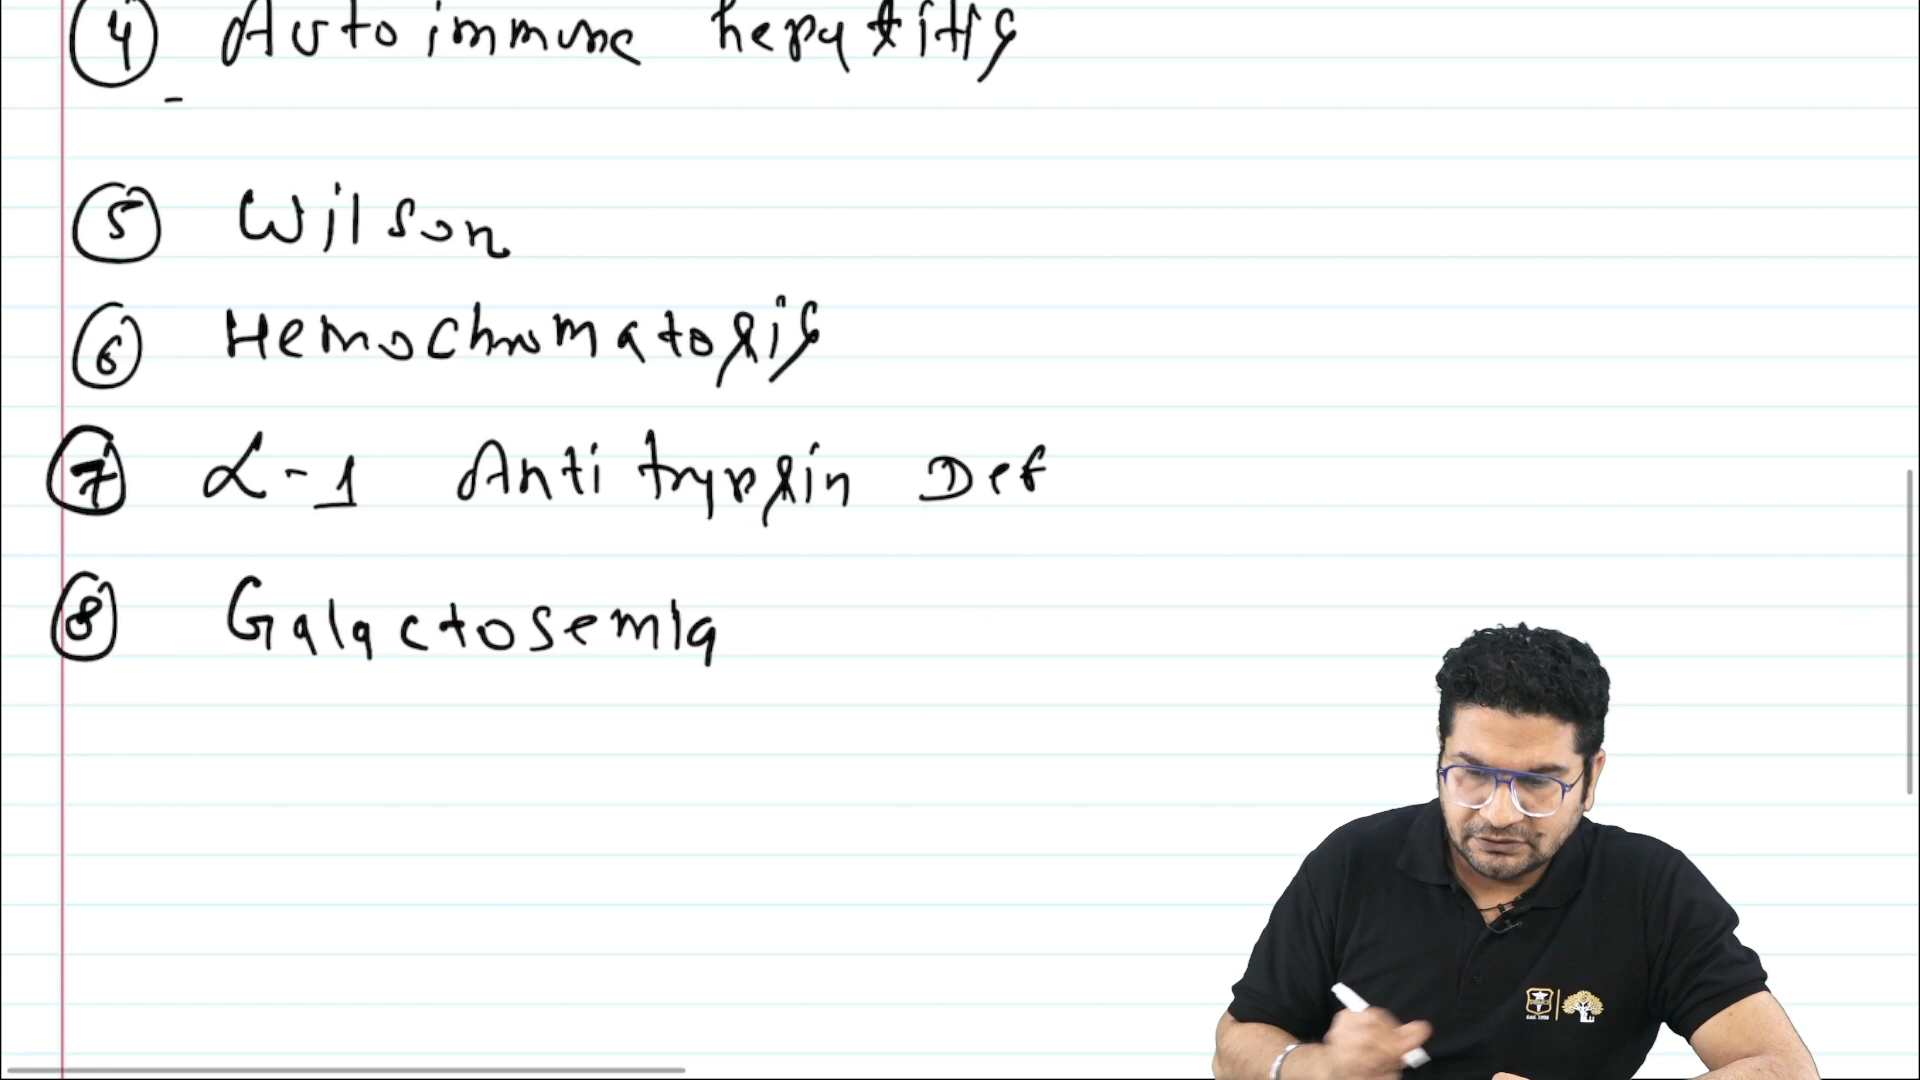 4 Autoimmune hepatitis
5 Wilson
6 Hemochromatosis
7 α-1 Antitrypsin Def
8 Galactosemia